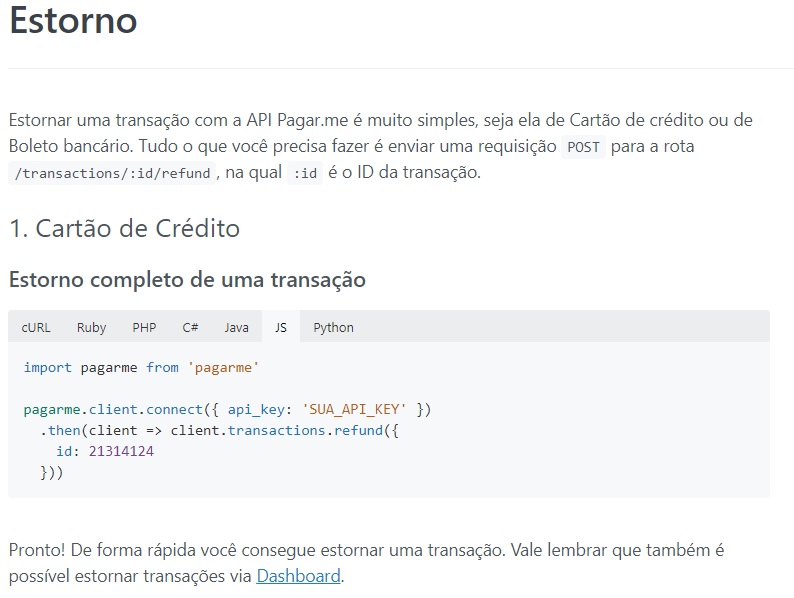 Estorno
Estornar uma transação com a API Pagar.me é muito simples, seja ela de Cartão de crédito ou de
Boleto bancário. Tudo o que você precisa fazer é enviar uma requisição POST para a rota
/transactions/:id/refund, na qual :id é o ID da transação.
1. Cartão de Crédito
Estorno completo de uma transação
cURL Ruby PHP C# Java JS Python
import pagarme from 'pagarme'
pagarme.client.connect({ api_key: 'SUA_API_KEY' })
.then(client => client.transactions.refund({
id: 21314124
}))
Pronto! De forma rápida você consegue estornar uma transação. Vale lembrar que também é
possível estornar transações via Dashboard.